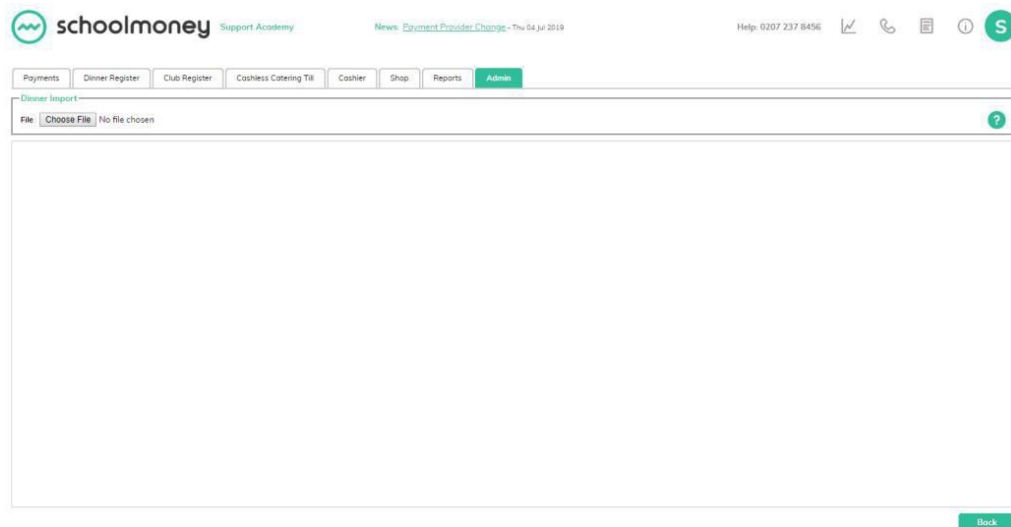 schoolmoney Support Academy News: Payment Provider Change - Thu 04 Jul 2019 Help: 0207 237 8456 S
Payments Dinner Register Club Register Cashless Catering Till Cashier Shop Reports Admin
Dinner Import
File Choose File No file chosen ?
Back